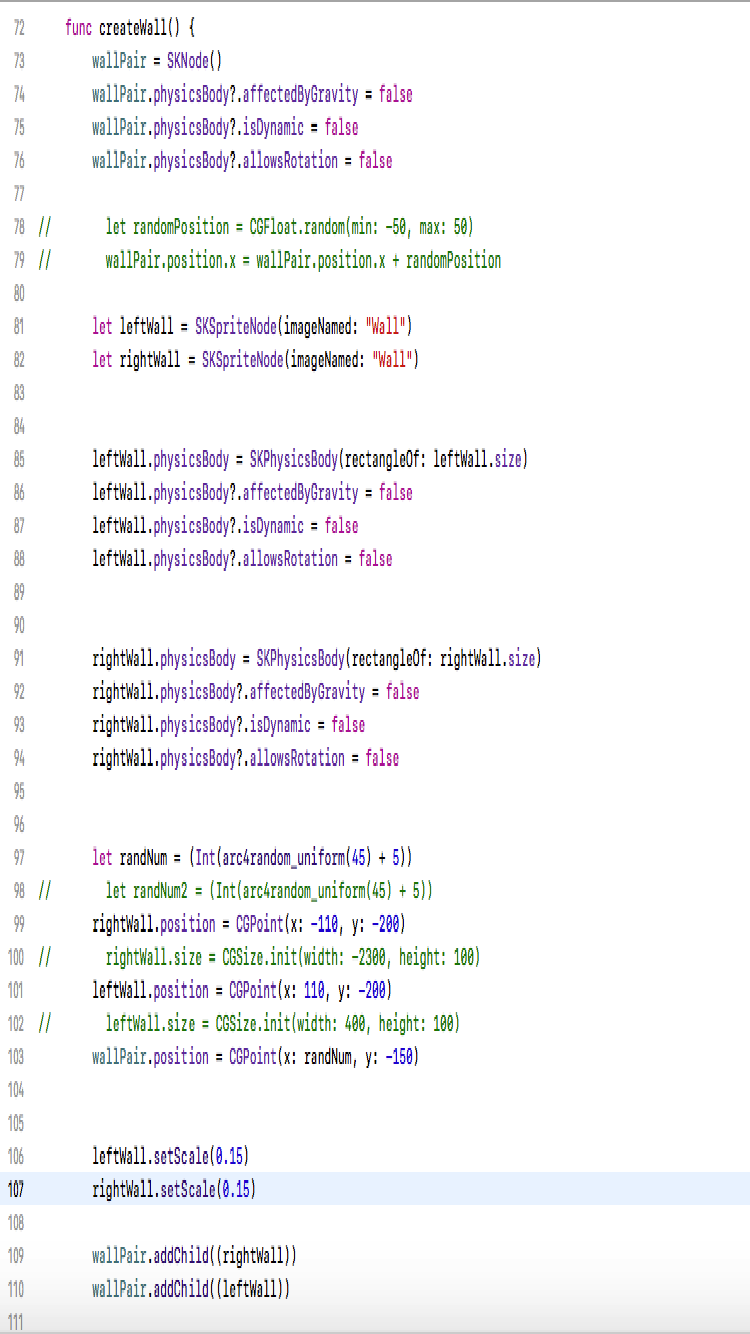 72 func createWall() {
73 wallPair = SKNode()
74 wallPair.physicsBody?.affectedByGravity = false
75 wallPair.physicsBody?.isDynamic = false
76 wallPair.physicsBody?.allowsRotation = false
77
78 // let randomPosition = CGFloat.random(min: -50, max: 50)
79 // wallPair.position.x = wallPair.position.x + randomPosition
80
81 let leftWall = SKSpriteNode(imageNamed: "Wall")
82 let rightWall = SKSpriteNode(imageNamed: "Wall")
83
84
85 leftWall.physicsBody = SKPhysicsBody(rectangleOf: leftWall.size)
86 leftWall.physicsBody?.affectedByGravity = false
87 leftWall.physicsBody?.isDynamic = false
88 leftWall.physicsBody?.allowsRotation = false
89
90
91 rightWall.physicsBody = SKPhysicsBody(rectangleOf: rightWall.size)
92 rightWall.physicsBody?.affectedByGravity = false
93 rightWall.physicsBody?.isDynamic = false
94 rightWall.physicsBody?.allowsRotation = false
95
96
97 let randNum = (Int(arc4random_uniform(45) + 5))
98 // let randNum2 = (Int(arc4random_uniform(45) + 5))
99 rightWall.position = CGPoint(x: -110, y: -200)
100 // rightWall.size = CGSize.init(width: -2300, height: 100)
101 leftWall.position = CGPoint(x: 110, y: -200)
102 // leftWall.size = CGSize.init(width: 400, height: 100)
103 wallPair.position = CGPoint(x: randNum, y: -150)
104
105
106 leftWall.setScale(0.15)
107 rightWall.setScale(0.15)
108
109 wallPair.addChild((rightWall))
110 wallPair.addChild((leftWall))
111